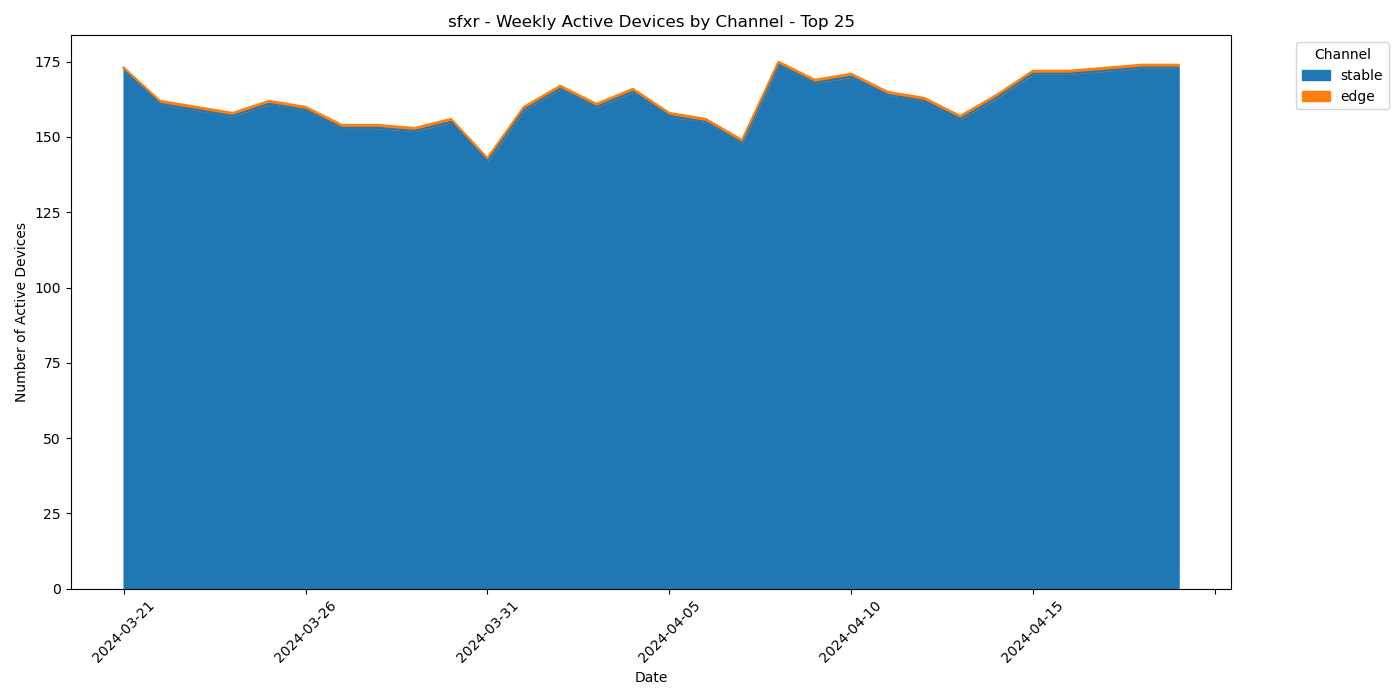 sfxr - Weekly Active Devices by Channel - Top 25
Channel
stable
edge
Number of Active Devices
175
150
125
100
75
50
25
0
2024-03-21
2024-03-26
2024-03-31
2024-04-05
2024-04-10
2024-04-15
Date